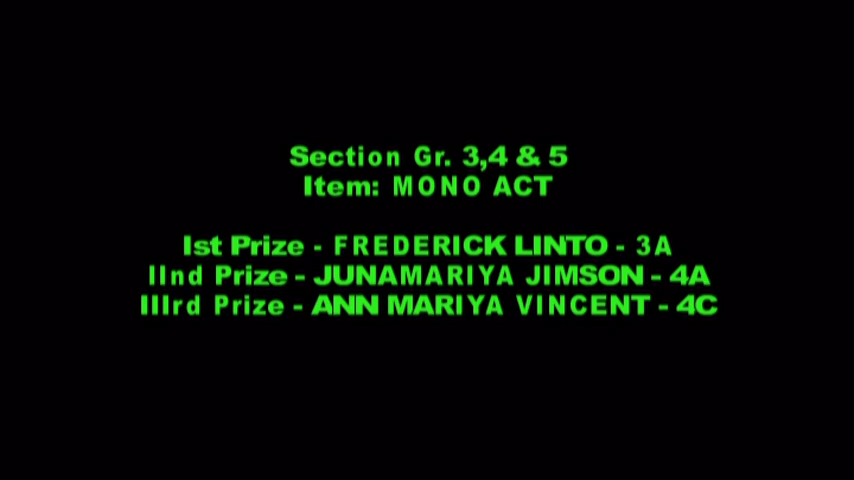 Section Gr. 3,4 & 5
Item: MONO ACT
Ist Prize - FREDERICK LINTO - 3A
IInd Prize - JUNAMARIYA JIMSON - 4A
IIIrd Prize - ANN MARIYA VINCENT - 4C